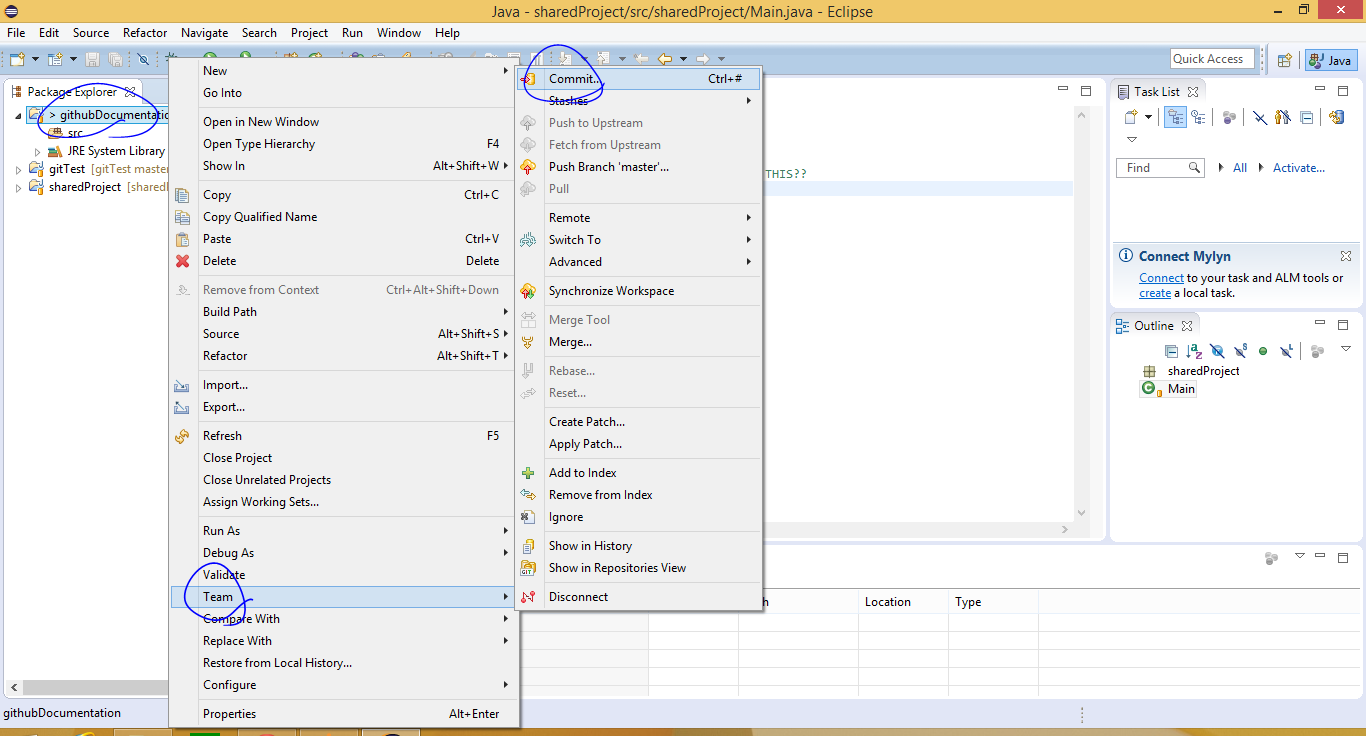 Java - sharedProject/src/sharedProject/Main.java - Eclipse
File Edit Source Refactor Navigate Search Project Run Window Help
Quick Access
Java
Package Explorer
> githubDocumentatio
src
JRE System Library
gitTest [gitTest master
sharedProject [shared
New
Go Into
Open in New Window
Open Type Hierarchy F4
Show In Alt+Shift+W
Copy Ctrl+C
Copy Qualified Name
Paste Ctrl+V
Delete Delete
Remove from Context Ctrl+Alt+Shift+Down
Build Path
Source Alt+Shift+S
Refactor Alt+Shift+T
Import...
Export...
Refresh F5
Close Project
Close Unrelated Projects
Assign Working Sets...
Run As
Debug As
Validate
Team
Compare With
Replace With
Restore from Local History...
Configure
Properties Alt+Enter
Commit... Ctrl+#
Stashes
Push to Upstream
Fetch from Upstream
Push Branch 'master'...
Pull
Remote
Switch To
Advanced
Synchronize Workspace
Merge Tool
Merge...
Rebase...
Reset...
Create Patch...
Apply Patch...
Add to Index
Remove from Index
Ignore
Show in History
Show in Repositories View
Disconnect
THIS??
Task List
Find All Activate...
Connect Mylyn
Connect to your task and ALM tools or
create a local task.
Outline
sharedProject
Main
h Location Type
githubDocumentation